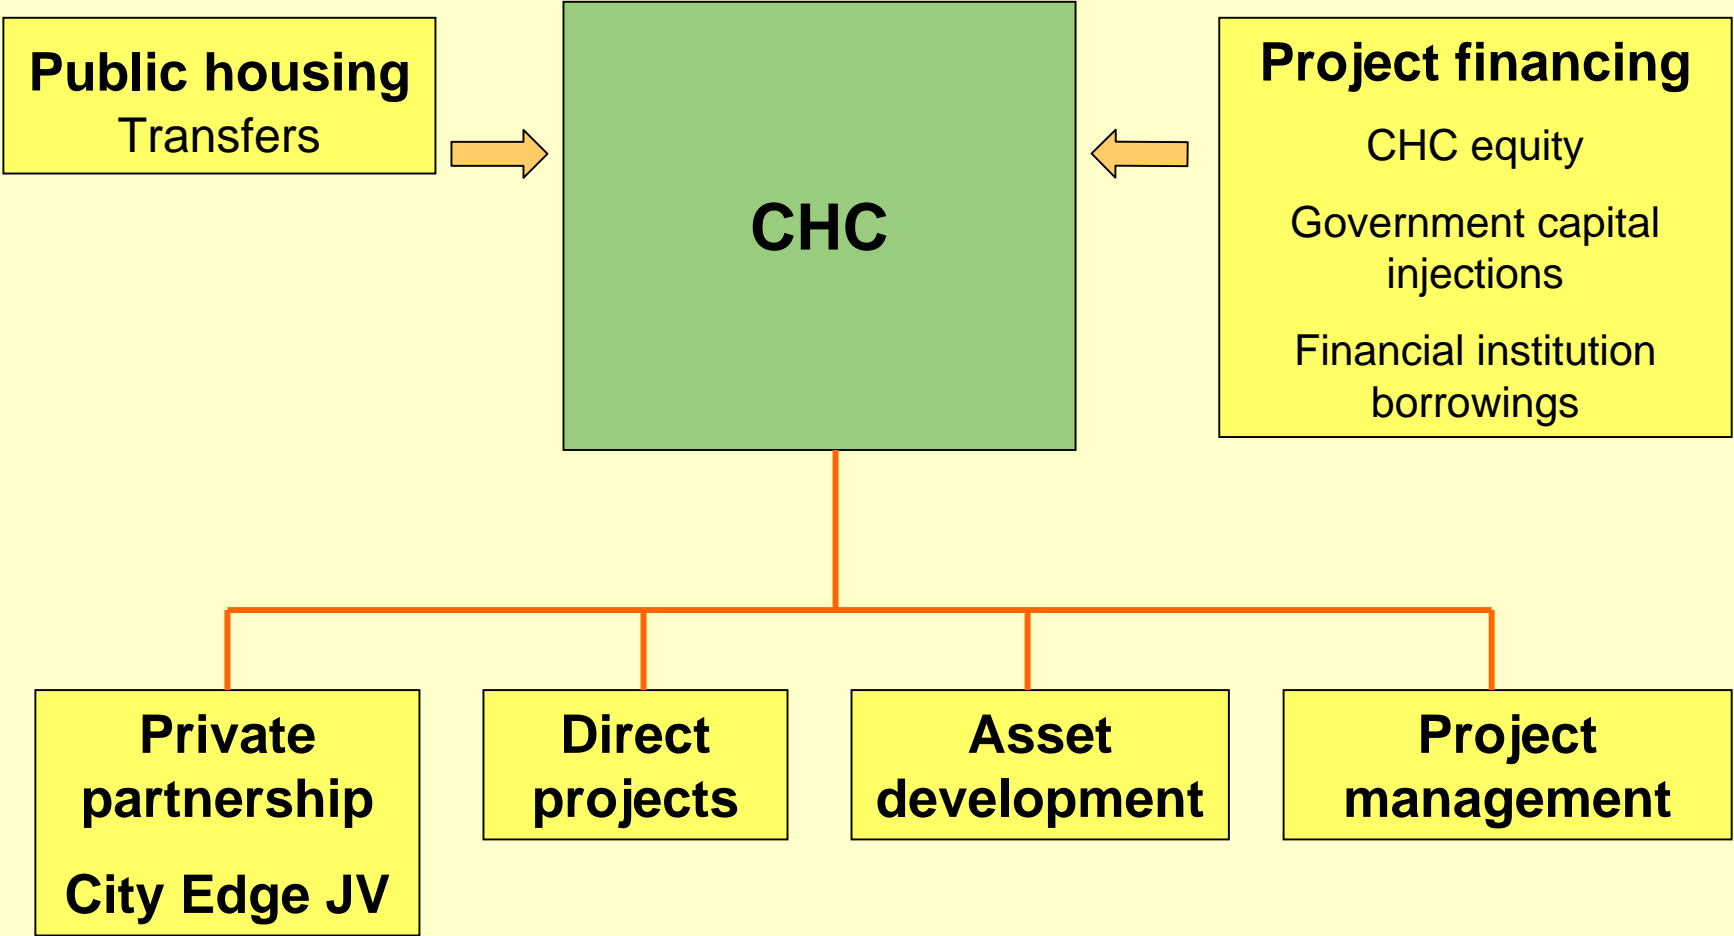 Public housing
Transfers
CHC
Project financing
CHC equity
Government capital
injections
Financial institution
borrowings
Private
partnership
City Edge JV
Direct
projects
Asset
development
Project
management